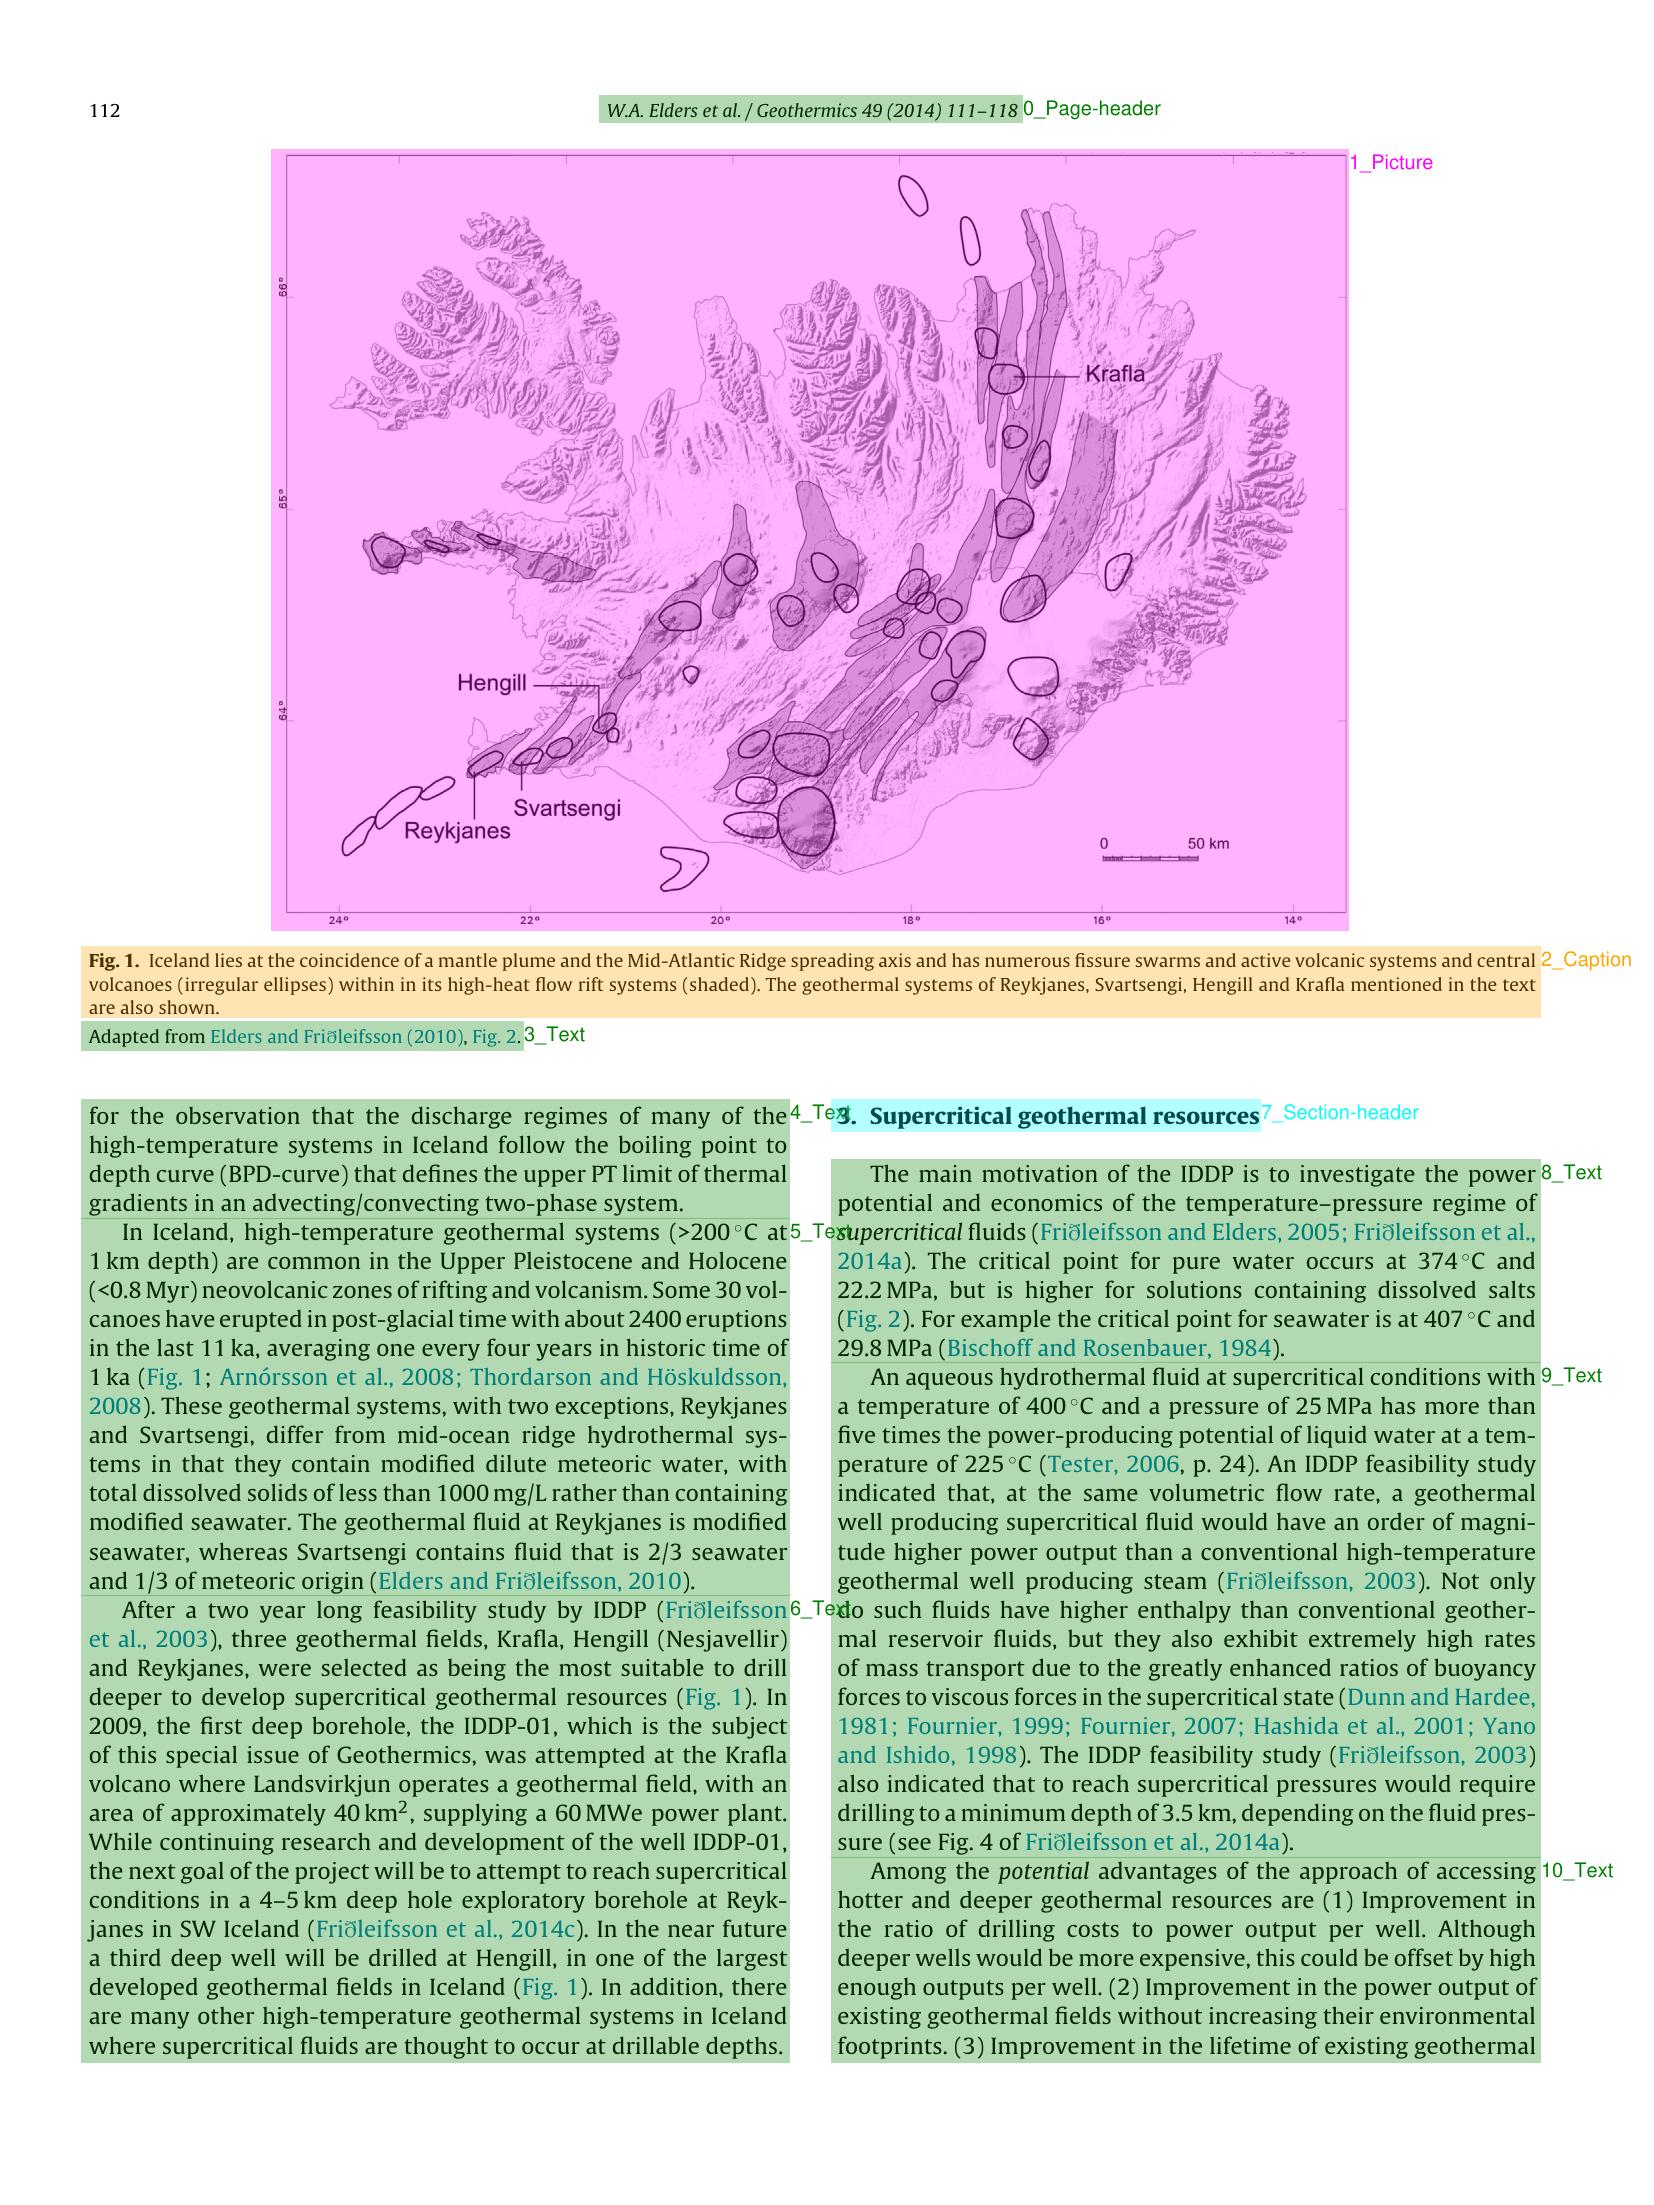 112
W.A. Elders et al. / Geothermics 49 (2014) 111–118
0_Page-header
1_Picture
66°
65°
64°
Krafla
Hengill
Svartsengi
Reykjanes
0 50 km
24° 22° 20° 18° 16° 14°
Fig. 1. Iceland lies at the coincidence of a mantle plume and the Mid-Atlantic Ridge spreading axis and has numerous fissure swarms and active volcanic systems and central
2_Caption
volcanoes (irregular ellipses) within in its high-heat flow rift systems (shaded). The geothermal systems of Reykjanes, Svartsengi, Hengill and Krafla mentioned in the text
are also shown.
Adapted from Elders and Friðleifsson (2010), Fig. 2.
3_Text
for the observation that the discharge regimes of many of the
4_Text
high-temperature systems in Iceland follow the boiling point to
depth curve (BPD-curve) that defines the upper PT limit of thermal
gradients in an advecting/convecting two-phase system.
In Iceland, high-temperature geothermal systems (>200 °C at
5_Text
1 km depth) are common in the Upper Pleistocene and Holocene
(<0.8 Myr) neovolcanic zones of rifting and volcanism. Some 30 vol-
canoes have erupted in post-glacial time with about 2400 eruptions
in the last 11 ka, averaging one every four years in historic time of
1 ka (Fig. 1; Arnórsson et al., 2008; Thordarson and Höskuldsson,
2008). These geothermal systems, with two exceptions, Reykjanes
and Svartsengi, differ from mid-ocean ridge hydrothermal sys-
tems in that they contain modified dilute meteoric water, with
total dissolved solids of less than 1000 mg/L rather than containing
modified seawater. The geothermal fluid at Reykjanes is modified
seawater, whereas Svartsengi contains fluid that is 2/3 seawater
and 1/3 of meteoric origin (Elders and Friðleifsson, 2010).
After a two year long feasibility study by IDDP (Friðleifsson
6_Text
et al., 2003), three geothermal fields, Krafla, Hengill (Nesjavellir)
and Reykjanes, were selected as being the most suitable to drill
deeper to develop supercritical geothermal resources (Fig. 1). In
2009, the first deep borehole, the IDDP-01, which is the subject
of this special issue of Geothermics, was attempted at the Krafla
volcano where Landsvirkjun operates a geothermal field, with an
area of approximately 40 km², supplying a 60 MWe power plant.
While continuing research and development of the well IDDP-01,
the next goal of the project will be to attempt to reach supercritical
conditions in a 4–5 km deep hole exploratory borehole at Reyk-
janes in SW Iceland (Friðleifsson et al., 2014c). In the near future
a third deep well will be drilled at Hengill, in one of the largest
developed geothermal fields in Iceland (Fig. 1). In addition, there
are many other high-temperature geothermal systems in Iceland
where supercritical fluids are thought to occur at drillable depths.
3. Supercritical geothermal resources
7_Section-header
The main motivation of the IDDP is to investigate the power
8_Text
potential and economics of the temperature–pressure regime of
supercritical fluids (Friðleifsson and Elders, 2005; Friðleifsson et al.,
2014a). The critical point for pure water occurs at 374 °C and
22.2 MPa, but is higher for solutions containing dissolved salts
(Fig. 2). For example the critical point for seawater is at 407 °C and
29.8 MPa (Bischoff and Rosenbauer, 1984).
An aqueous hydrothermal fluid at supercritical conditions with
9_Text
a temperature of 400 °C and a pressure of 25 MPa has more than
five times the power-producing potential of liquid water at a tem-
perature of 225 °C (Tester, 2006, p. 24). An IDDP feasibility study
indicated that, at the same volumetric flow rate, a geothermal
well producing supercritical fluid would have an order of magni-
tude higher power output than a conventional high-temperature
geothermal well producing steam (Friðleifsson, 2003). Not only
do such fluids have higher enthalpy than conventional geother-
mal reservoir fluids, but they also exhibit extremely high rates
of mass transport due to the greatly enhanced ratios of buoyancy
forces to viscous forces in the supercritical state (Dunn and Hardee,
1981; Fournier, 1999; Fournier, 2007; Hashida et al., 2001; Yano
and Ishido, 1998). The IDDP feasibility study (Friðleifsson, 2003)
also indicated that to reach supercritical pressures would require
drilling to a minimum depth of 3.5 km, depending on the fluid pres-
sure (see Fig. 4 of Friðleifsson et al., 2014a).
Among the potential advantages of the approach of accessing
10_Text
hotter and deeper geothermal resources are (1) Improvement in
the ratio of drilling costs to power output per well. Although
deeper wells would be more expensive, this could be offset by high
enough outputs per well. (2) Improvement in the power output of
existing geothermal fields without increasing their environmental
footprints. (3) Improvement in the lifetime of existing geothermal